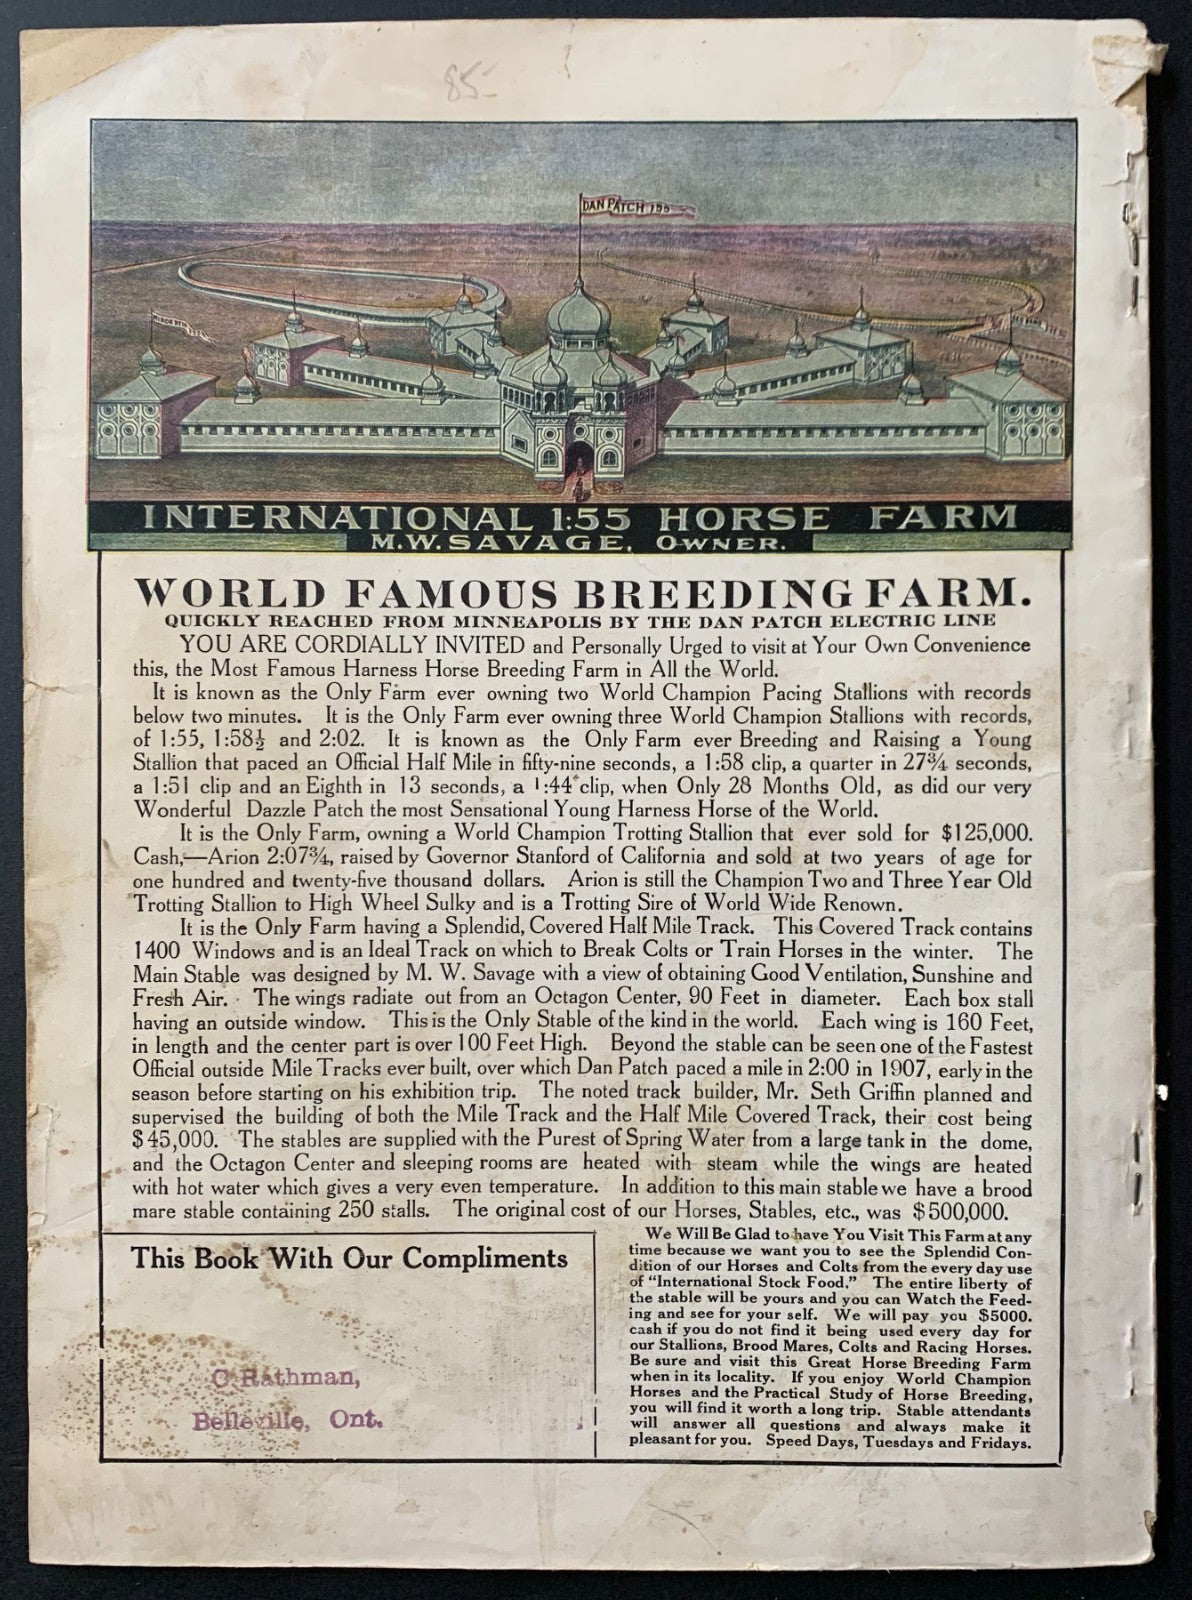 85-
DAN PATCH 1:55
INTERNATIONAL 1:55 HORSE FARM
M.W. SAVAGE, OWNER.
WORLD FAMOUS BREEDING FARM.
QUICKLY REACHED FROM MINNEAPOLIS BY THE DAN PATCH ELECTRIC LINE
YOU ARE CORDIALLY INVITED and Personally Urged to visit at Your Own Convenience
this, the Most Famous Harness Horse Breeding Farm in All the World.
It is known as the Only Farm ever owning two World Champion Pacing Stallions with records
below two minutes. It is the Only Farm ever owning three World Champion Stallions with records,
of 1:55, 1:58½ and 2:02. It is known as the Only Farm ever Breeding and Raising a Young
Stallion that paced an Official Half Mile in fifty-nine seconds, a 1:58 clip, a quarter in 27¾ seconds,
a 1:51 clip and an Eighth in 13 seconds, a 1:44 clip, when Only 28 Months Old, as did our very
Wonderful Dazzle Patch the most Sensational Young Harness Horse of the World.
It is the Only Farm, owning a World Champion Trotting Stallion that ever sold for $125,000.
Cash,—Arion 2:07¾, raised by Governor Stanford of California and sold at two years of age for
one hundred and twenty-five thousand dollars. Arion is still the Champion Two and Three Year Old
Trotting Stallion to High Wheel Sulky and is a Trotting Sire of World Wide Renown.
It is the Only Farm having a Splendid, Covered Half Mile Track. This Covered Track contains
1400 Windows and is an Ideal Track on which to Break Colts or Train Horses in the winter. The
Main Stable was designed by M. W. Savage with a view of obtaining Good Ventilation, Sunshine and
Fresh Air. The wings radiate out from an Octagon Center, 90 Feet in diameter. Each box stall
having an outside window. This is the Only Stable of the kind in the world. Each wing is 160 Feet,
in length and the center part is over 100 Feet High. Beyond the stable can be seen one of the Fastest
Official outside Mile Tracks ever built, over which Dan Patch paced a mile in 2:00 in 1907, early in the
season before starting on his exhibition trip. The noted track builder, Mr. Seth Griffin planned and
supervised the building of both the Mile Track and the Half Mile Covered Track, their cost being
$45,000. The stables are supplied with the Purest of Spring Water from a large tank in the dome,
and the Octagon Center and sleeping rooms are heated with steam while the wings are heated
with hot water which gives a very even temperature. In addition to this main stable we have a brood
mare stable containing 250 stalls. The original cost of our Horses, Stables, etc., was $500,000.
This Book With Our Compliments
C Rathman,
Belleville, Ont.
We Will Be Glad to have You Visit This Farm at any
time because we want you to see the Splendid Con-
dition of our Horses and Colts from the every day use
of "International Stock Food." The entire liberty of
the stable will be yours and you can Watch the Feed-
ing and see for your self. We will pay you $5000.
cash if you do not find it being used every day for
our Stallions, Brood Mares, Colts and Racing Horses.
Be sure and visit this Great Horse Breeding Farm
when in its locality. If you enjoy World Champion
Horses and the Practical Study of Horse Breeding,
you will find it worth a long trip. Stable attendants
will answer all questions and always make it
pleasant for you. Speed Days, Tuesdays and Fridays.